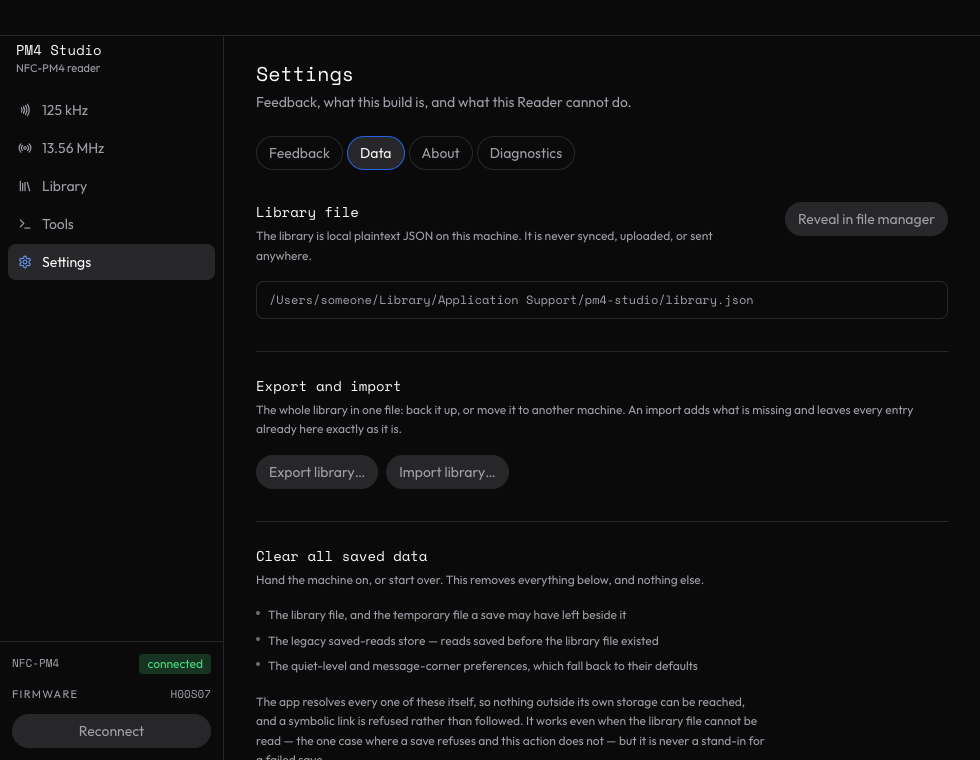 PM4 Studio
NFC-PM4 reader
125 kHz
13.56 MHz
Library
Tools
Settings
NFC-PM4
connected
FIRMWARE
H00S07
Reconnect
Settings
Feedback, what this build is, and what this Reader cannot do.
Feedback
Data
About
Diagnostics
Library file
The library is local plaintext JSON on this machine. It is never synced, uploaded, or sent
anywhere.
Reveal in file manager
/Users/someone/Library/Application Support/pm4-studio/library.json
Export and import
The whole library in one file: back it up, or move it to another machine. An import adds what is missing and leaves every entry
already here exactly as it is.
Export library…
Import library…
Clear all saved data
Hand the machine on, or start over. This removes everything below, and nothing else.
The library file, and the temporary file a save may have left beside it
The legacy saved-reads store — reads saved before the library file existed
The quiet-level and message-corner preferences, which fall back to their defaults
The app resolves every one of these itself, so nothing outside its own storage can be reached,
and a symbolic link is refused rather than followed. It works even when the library file cannot be
read — the one case where a save refuses and this action does not — but it is never a stand-in for
a failed save.